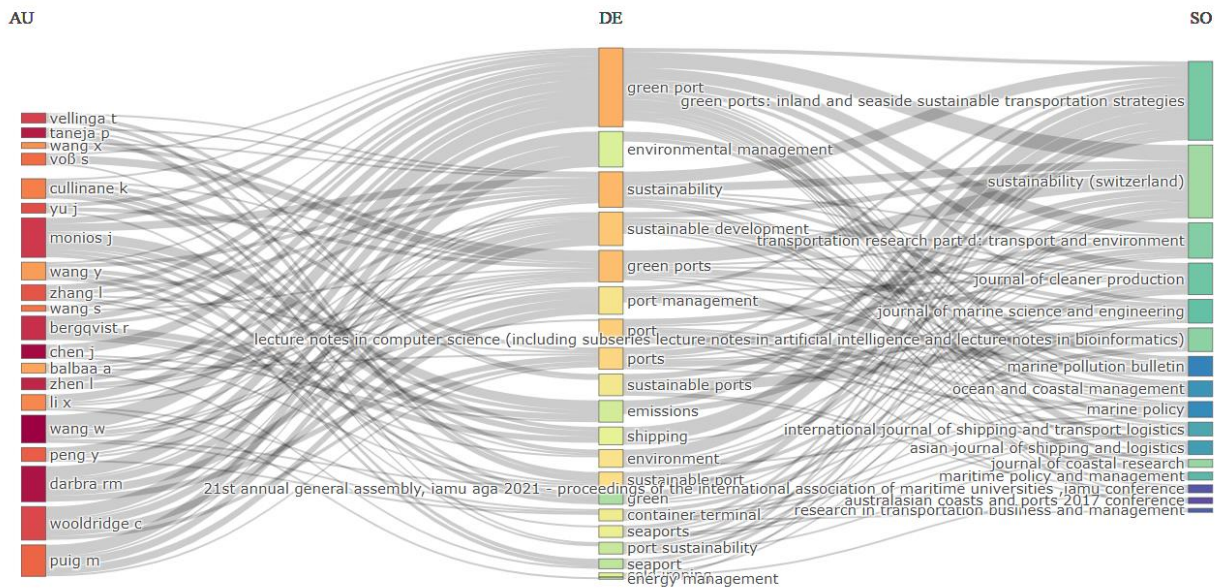 AU
DE
SO
vellinga t
taneja p
wang x
voß s
cullinane k
yu j
monios j
wang y
zhang l
wang s
bergqvist r
chen j
balbaa a
zhen l
li x
wang w
peng y
darbra rm
wooldridge c
puig m
green port
environmental management
sustainability
sustainable development
green ports
port management
port
ports
sustainable ports
emissions
shipping
environment
sustainable port
green
container terminal
seaports
port sustainability
seaport
cold ironing
energy management
green ports: inland and seaside sustainable transportation strategies
sustainability (switzerland)
transportation research part d: transport and environment
journal of cleaner production
journal of marine science and engineering
lecture notes in computer science (including subseries lecture notes in artificial intelligence and lecture notes in bioinformatics)
marine pollution bulletin
ocean and coastal management
marine policy
international journal of shipping and transport logistics
asian journal of shipping and logistics
journal of coastal research
maritime policy and management
21st annual general assembly, iamu aga 2021 - proceedings of the international association of maritime universities ,iamu conference
australasian coasts and ports 2017 conference
research in transportation business and management